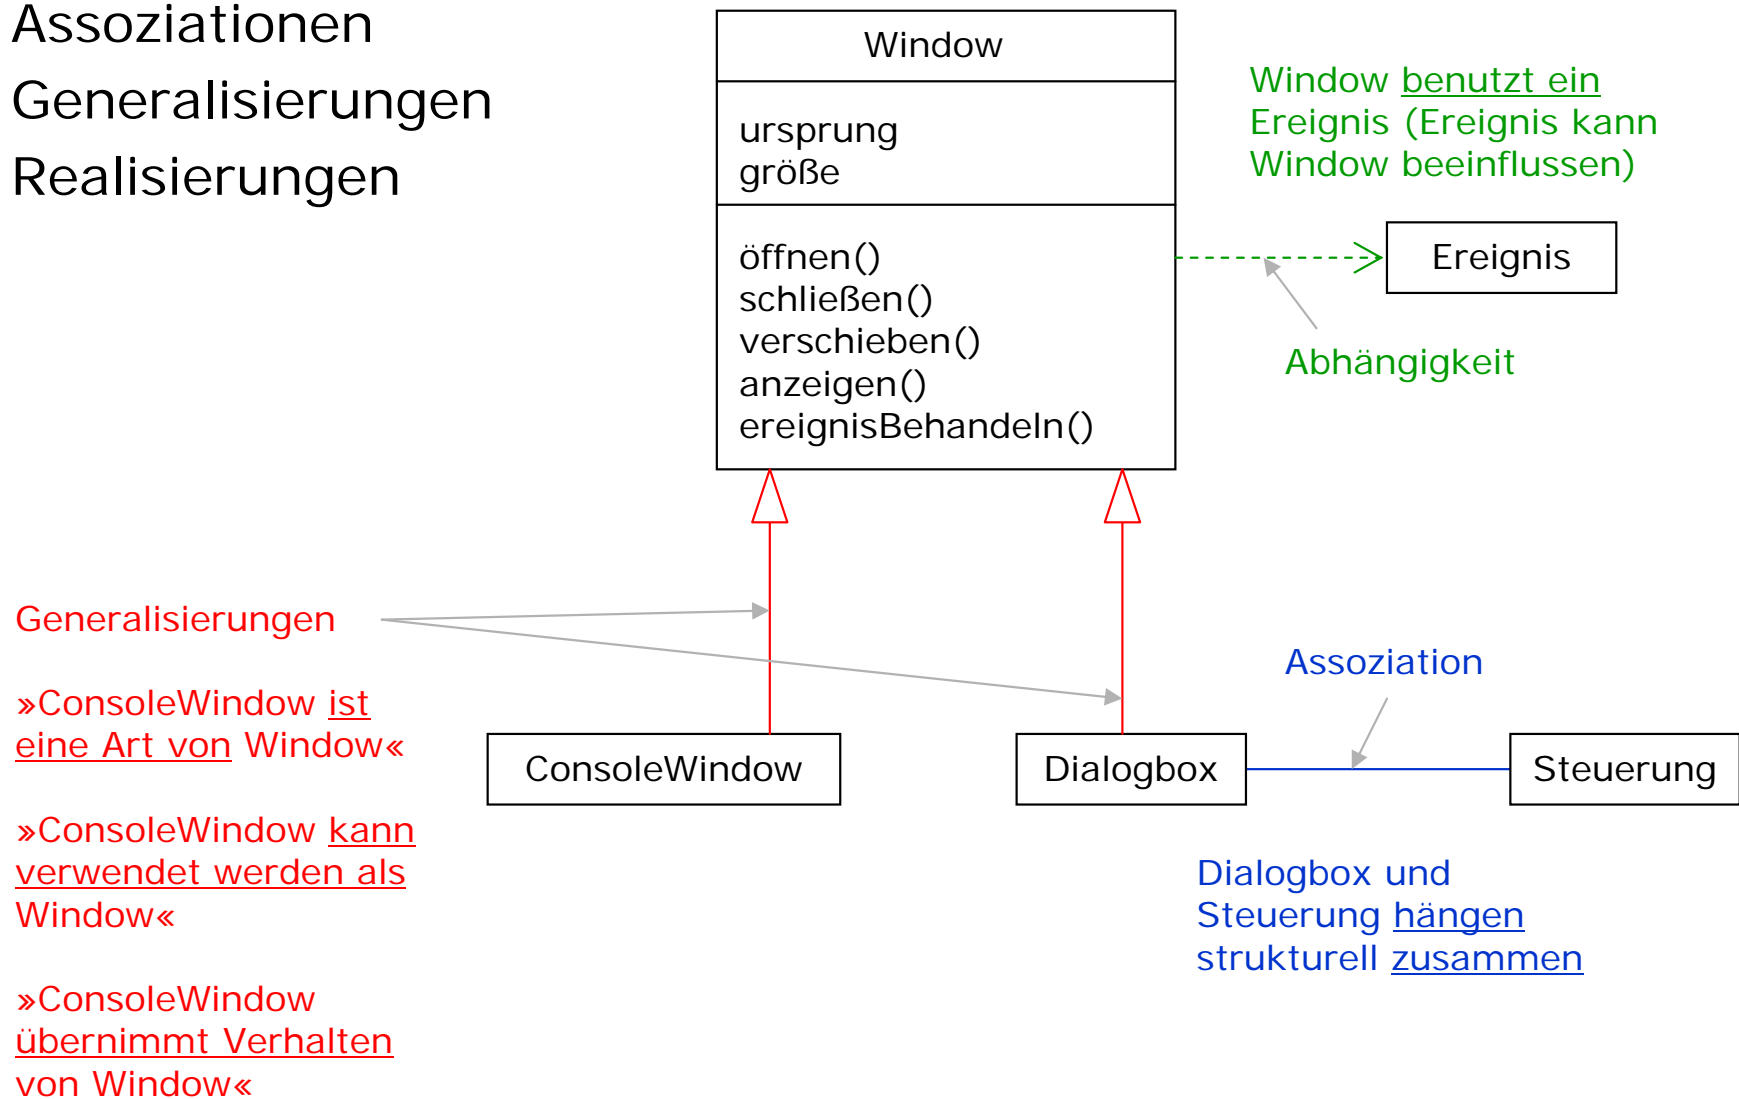 Assoziationen
Generalisierungen
Realisierungen
Window
ursprung
größe
öffnen()
schließen()
verschieben()
anzeigen()
ereignisBehandeln()
Window benutzt ein
Ereignis (Ereignis kann
Window beeinflussen)
Ereignis
Abhängigkeit
Generalisierungen
»ConsoleWindow ist
eine Art von Window«
»ConsoleWindow kann
verwendet werden als
Window«
»ConsoleWindow
übernimmt Verhalten
von Window«
ConsoleWindow
Dialogbox
Assoziation
Steuerung
Dialogbox und
Steuerung hängen
strukturell zusammen